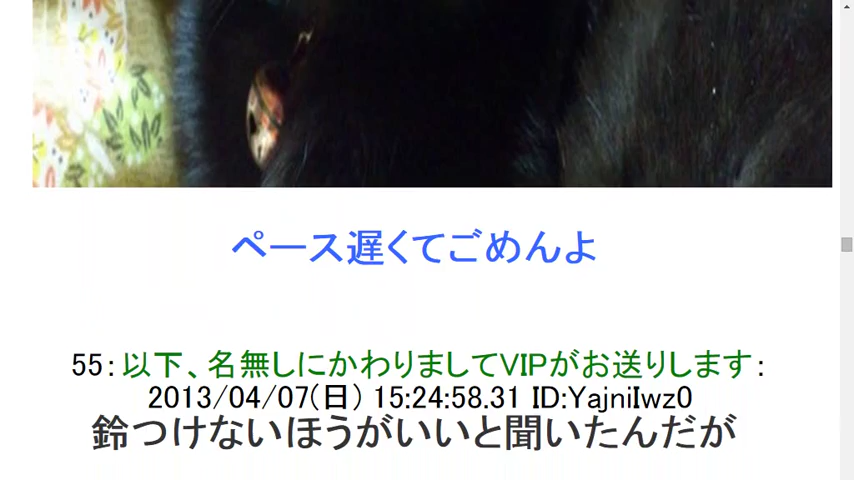 ペース遅くてごめんよ
55：以下、名無しにかわりましてVIPがお送りします：
2013/04/07(日) 15:24:58.31 ID:YajniIwz0
鈴つけないほうがいいと聞いたんだが